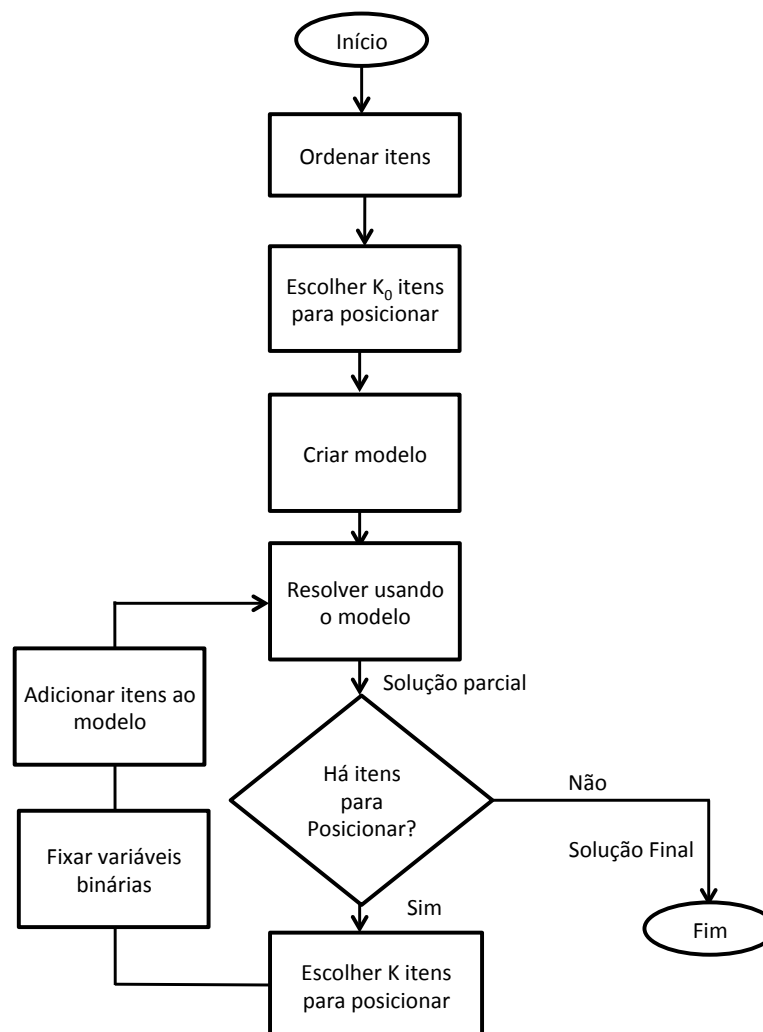 Início
Ordenar itens
Escolher K₀ itens
para posicionar
Criar modelo
Resolver usando
o modelo
Solução parcial
Adicionar itens ao
modelo
Há itens
para
Posicionar?
Não
Solução Final
Fixar variáveis
binárias
Sim
Fim
Escolher K itens
para posicionar